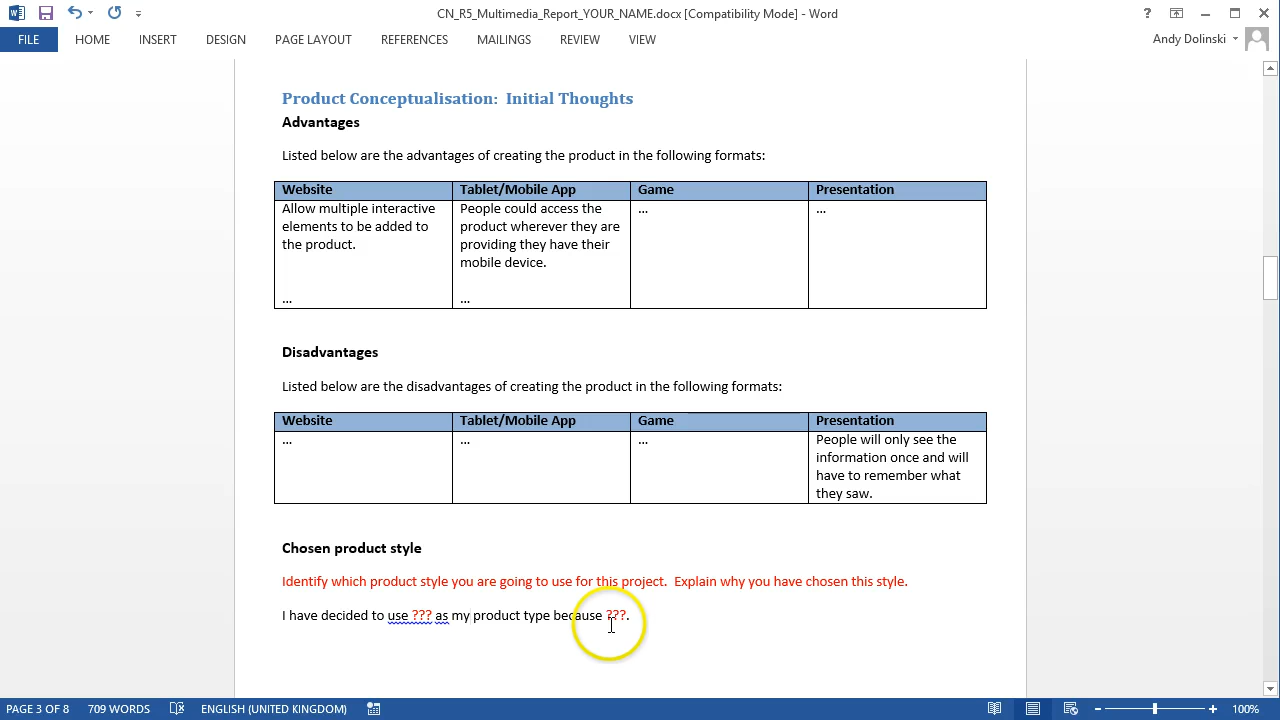 CN_R5_Multimedia_Report_YOUR_NAME.docx [Compatibility Mode] - Word
?
FILE HOME INSERT DESIGN PAGE LAYOUT REFERENCES MAILINGS REVIEW VIEW Andy Dolinski
Product Conceptualisation: Initial Thoughts
Advantages
Listed below are the advantages of creating the product in the following formats:
Website Tablet/Mobile App Game Presentation
Allow multiple interactive elements to be added to the product.
...
People could access the product wherever they are providing they have their mobile device.
...
...
...
Disadvantages
Listed below are the disadvantages of creating the product in the following formats:
Website Tablet/Mobile App Game Presentation
...
...
...
People will only see the information once and will have to remember what they saw.
Chosen product style
Identify which product style you are going to use for this project. Explain why you have chosen this style.
I have decided to use ??? as my product type because ???.
PAGE 3 OF 8 709 WORDS ENGLISH (UNITED KINGDOM) 100%